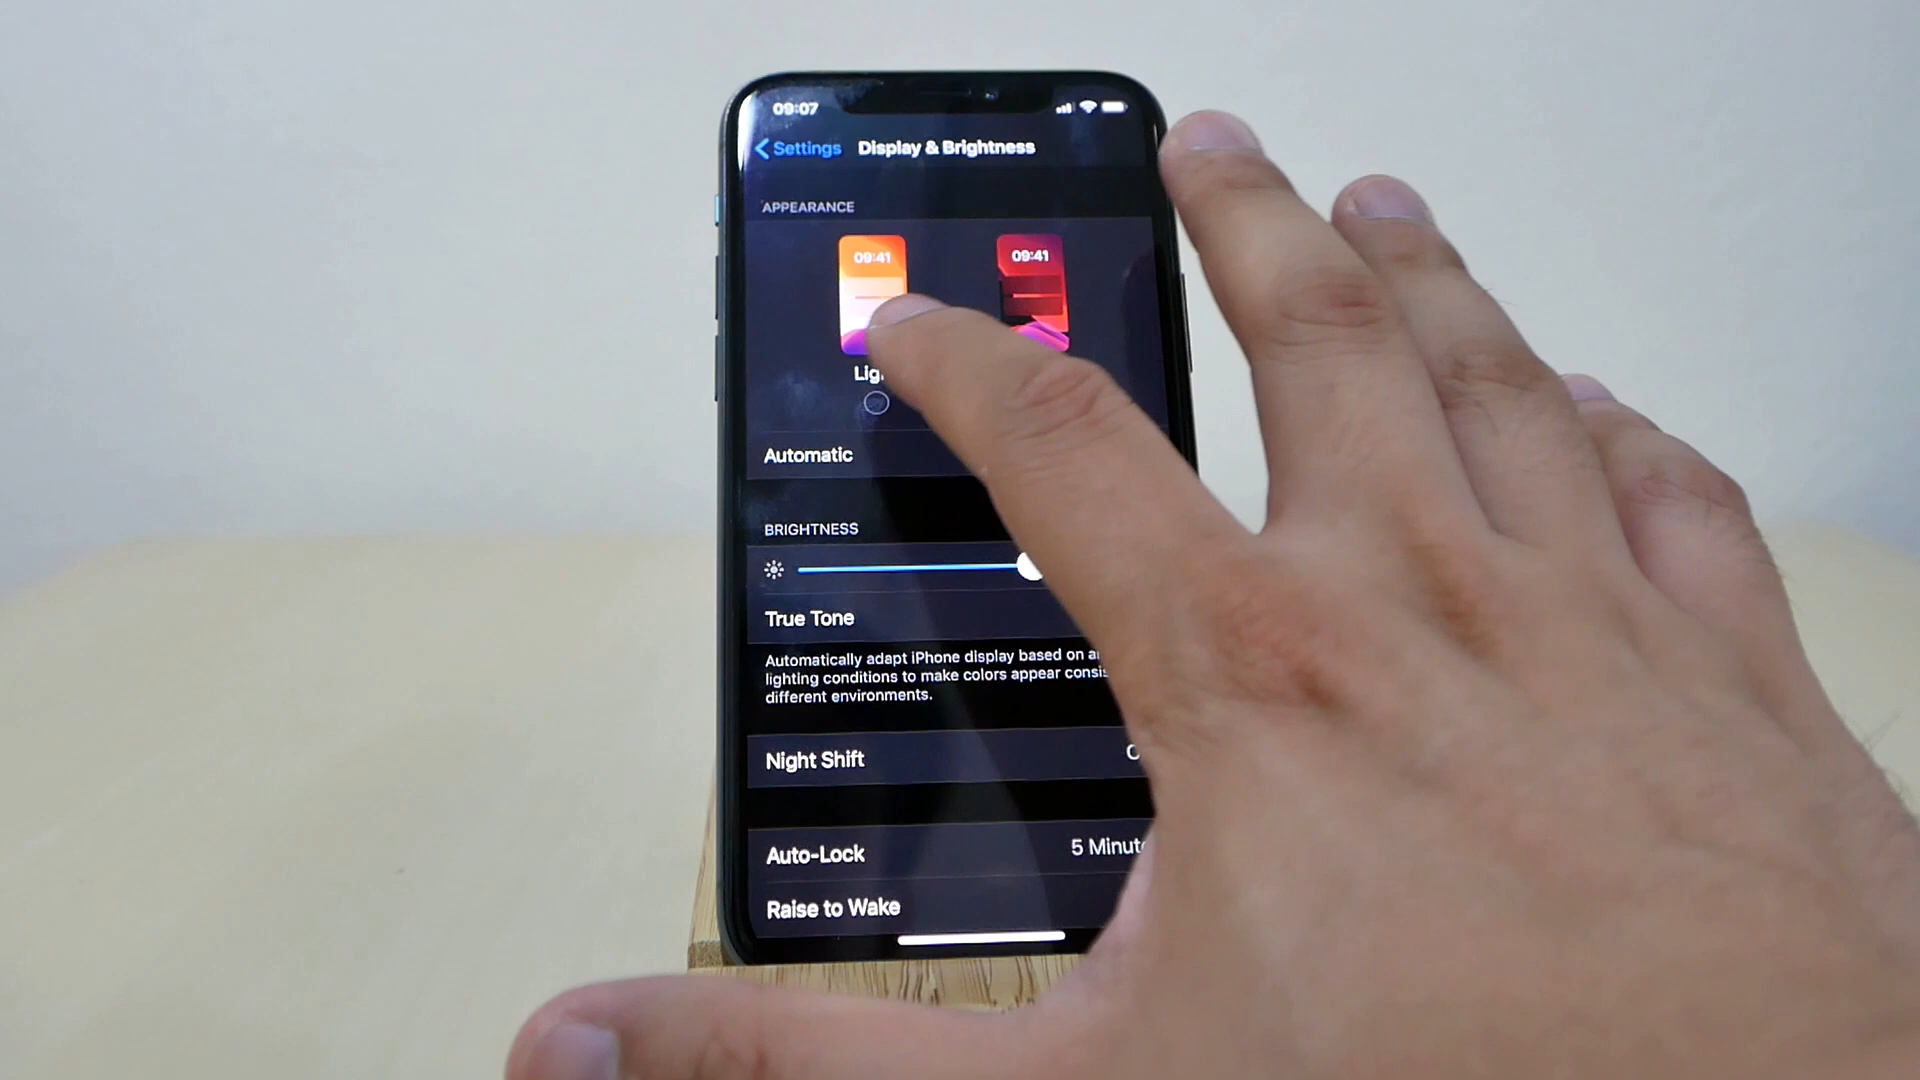 09:07
Settings Display & Brightness
APPEARANCE
09:41 09:41
Automatic
BRIGHTNESS
True Tone
Automatically adapt iPhone display based on
lighting conditions to make colors appear
different environments.
Night Shift
Auto-Lock 5
Raise to Wake